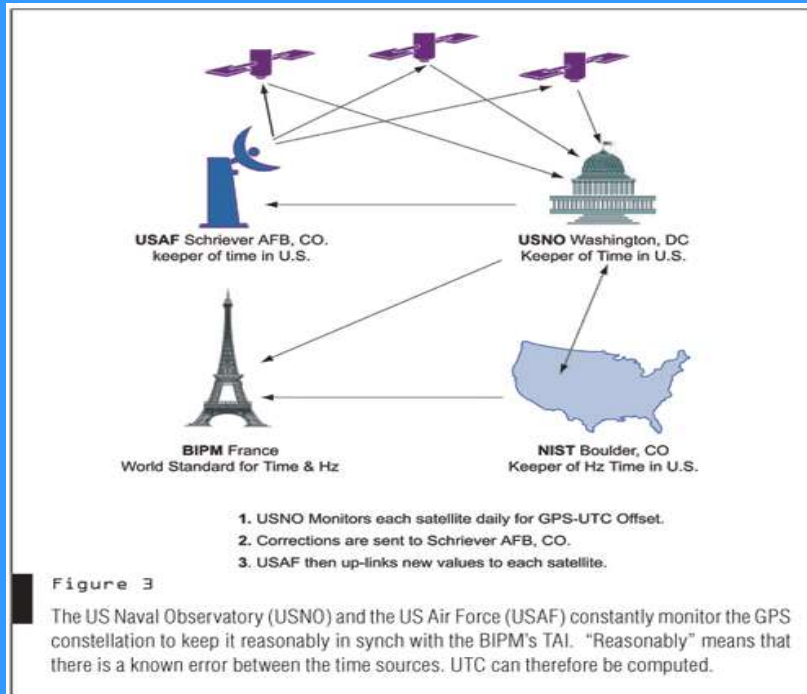 USAF Schriever AFB, CO.
keeper of time in U.S.
USNO Washington, DC
Keeper of Time in U.S.
BIPM France
World Standard for Time & Hz
NIST Boulder, CO
Keeper of Hz Time in U.S.
1. USNO Monitors each satellite daily for GPS-UTC Offset.
2. Corrections are sent to Schriever AFB, CO.
3. USAF then up-links new values to each satellite.
Figure 3
The US Naval Observatory (USNO) and the US Air Force (USAF) constantly monitor the GPS
constellation to keep it reasonably in synch with the BIPM's TAI. “Reasonably” means that
there is a known error between the time sources. UTC can therefore be computed.